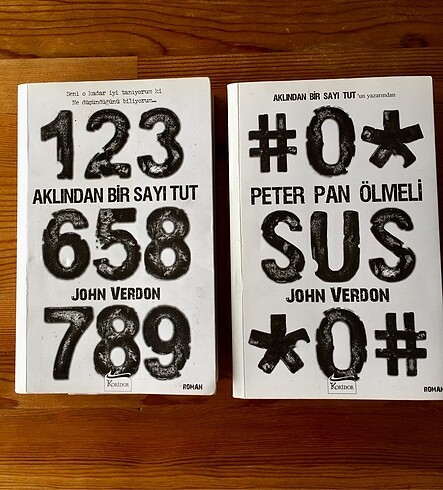 Seni o kadar iyi tanıyorum ki
Ne düşündüğünü biliyorum...
123
AKLINDAN BİR SAYI TUT
658
JOHN VERDON
789
KORİDOR
ROMAN
AKLINDAN BİR SAYI TUT'un yazarından
#0*
PETER PAN ÖLMELİ
SUS
JOHN VERDON
*0#
KORİDOR
ROMAN